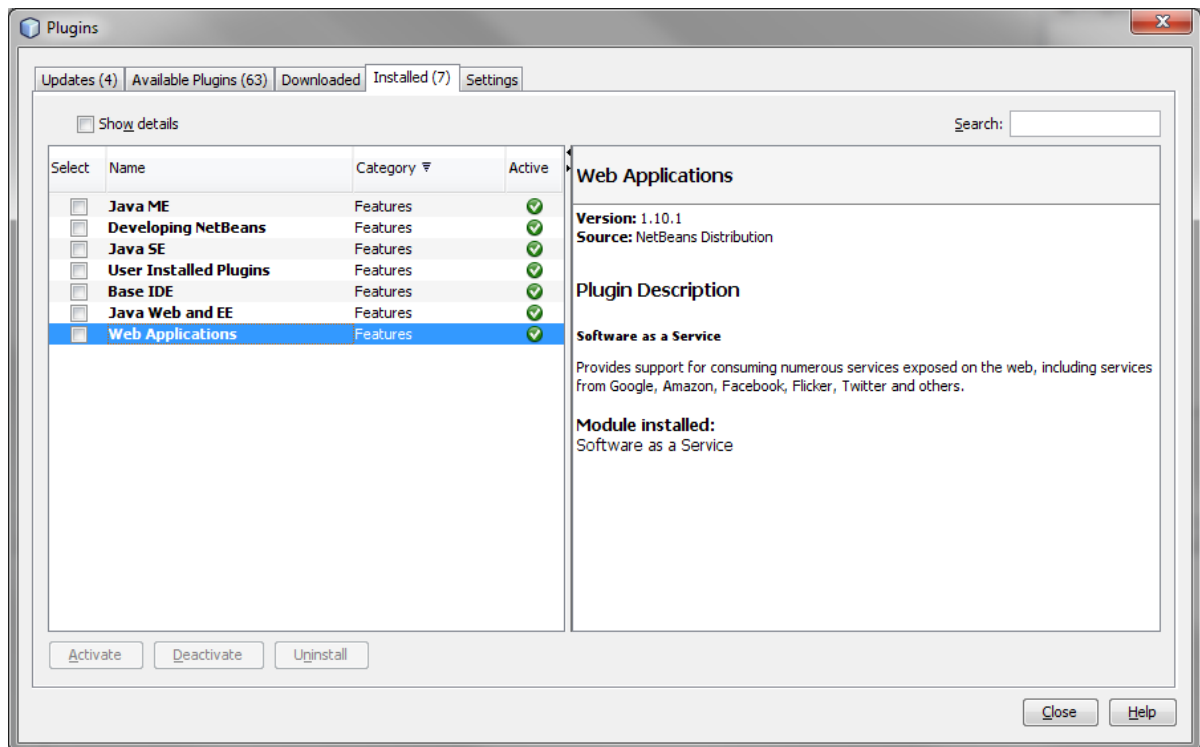 Plugins
Updates (4) Available Plugins (63) Downloaded Installed (7) Settings
Show details Search:
Select Name Category Active
Java ME Features
Developing NetBeans Features
Java SE Features
User Installed Plugins Features
Base IDE Features
Java Web and EE Features
Web Applications Features
Web Applications
Version: 1.10.1
Source: NetBeans Distribution
Plugin Description
Software as a Service
Provides support for consuming numerous services exposed on the web, including services
from Google, Amazon, Facebook, Flicker, Twitter and others.
Module installed:
Software as a Service
Activate Deactivate Uninstall
Close Help